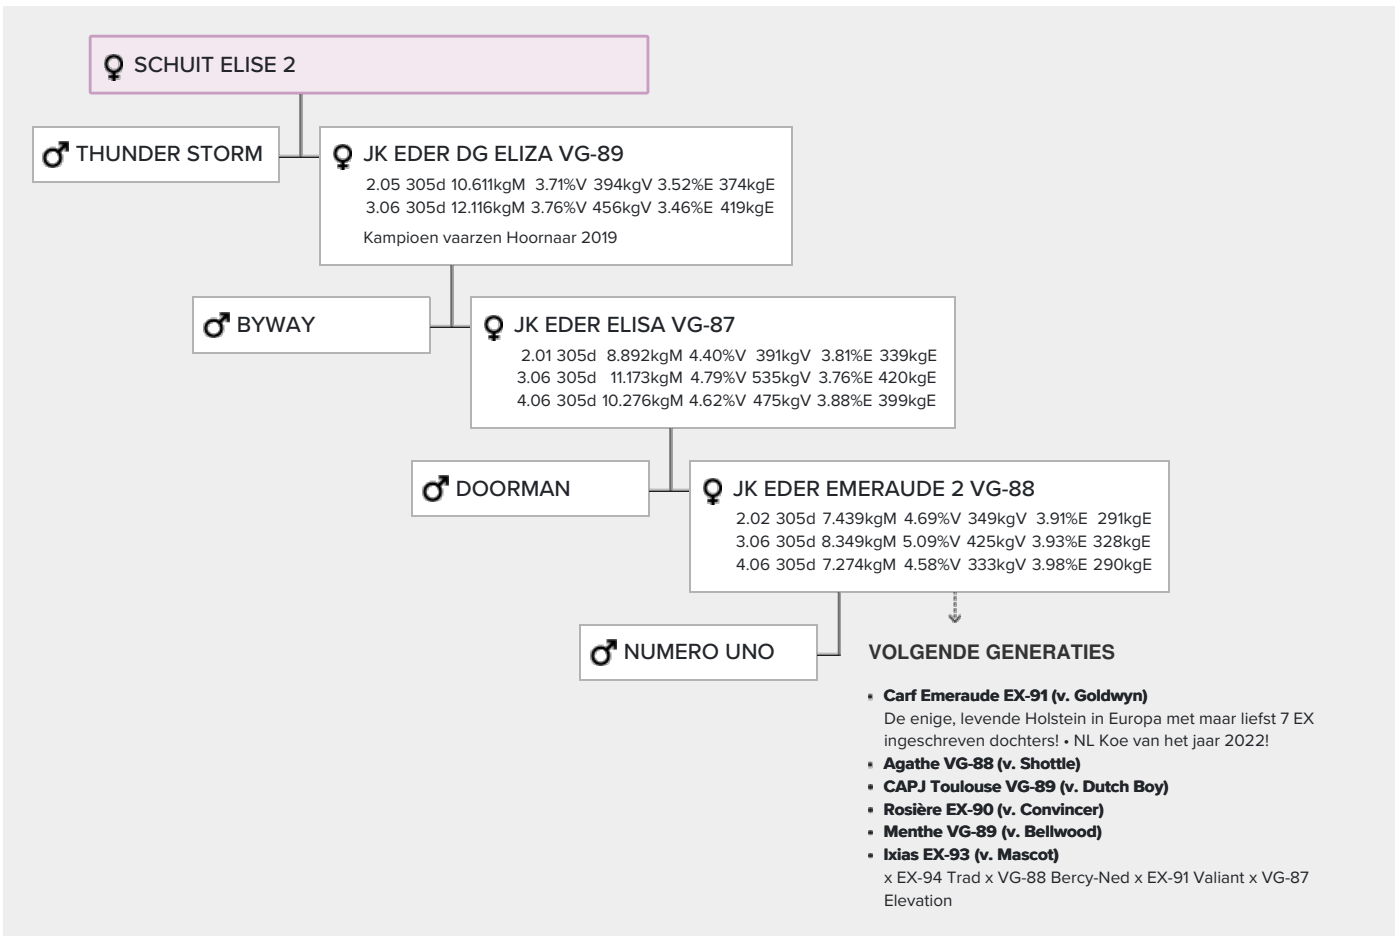 SCHUIT ELISE 2
THUNDER STORM
JK EDER DG ELIZA VG-89
2.05 305d 10.611kgM 3.71%V 394kgV 3.52%E 374kgE
3.06 305d 12.116kgM 3.76%V 456kgV 3.46%E 419kgE
Kampioen vaarzen Hoornaar 2019
BYWAY
JK EDER ELISA VG-87
2.01 305d 8.892kgM 4.40%V 391kgV 3.81%E 339kgE
3.06 305d 11.173kgM 4.79%V 535kgV 3.76%E 420kgE
4.06 305d 10.276kgM 4.62%V 475kgV 3.88%E 399kgE
DOORMAN
JK EDER EMERAUDE 2 VG-88
2.02 305d 7.439kgM 4.69%V 349kgV 3.91%E 291kgE
3.06 305d 8.349kgM 5.09%V 425kgV 3.93%E 328kgE
4.06 305d 7.274kgM 4.58%V 333kgV 3.98%E 290kgE
NUMERO UNO
VOLGENDE GENERATIES
• Carf Emeraude EX-91 (v. Goldwyn)
De enige, levende Holstein in Europa met maar liefst 7 EX
ingeschreven dochters! • NL Koe van het jaar 2022!
• Agathe VG-88 (v. Shottle)
• CAPJ Toulouse VG-89 (v. Dutch Boy)
• Rosière EX-90 (v. Convincer)
• Menthe VG-89 (v. Bellwood)
• Ixias EX-93 (v. Mascot)
x EX-94 Trad x VG-88 Bercy-Ned x EX-91 Valiant x VG-87
Elevation